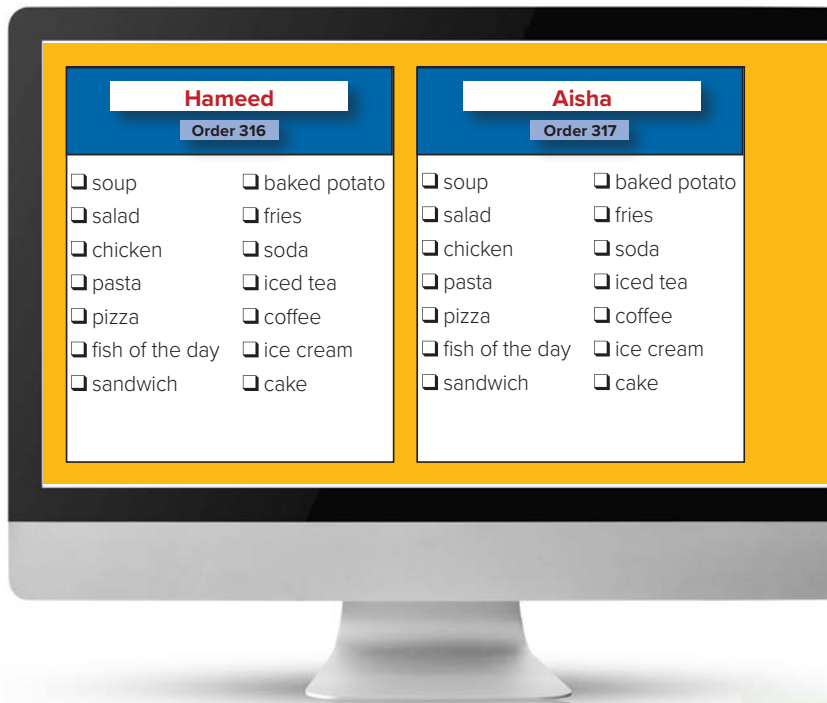 Hameed
Order 316
❑ soup
❑ salad
❑ chicken
❑ pasta
❑ pizza
❑ fish of the day
❑ sandwich
❑ baked potato
❑ fries
❑ soda
❑ iced tea
❑ coffee
❑ ice cream
❑ cake
Aisha
Order 317
❑ soup
❑ salad
❑ chicken
❑ pasta
❑ pizza
❑ fish of the day
❑ sandwich
❑ baked potato
❑ fries
❑ soda
❑ iced tea
❑ coffee
❑ ice cream
❑ cake